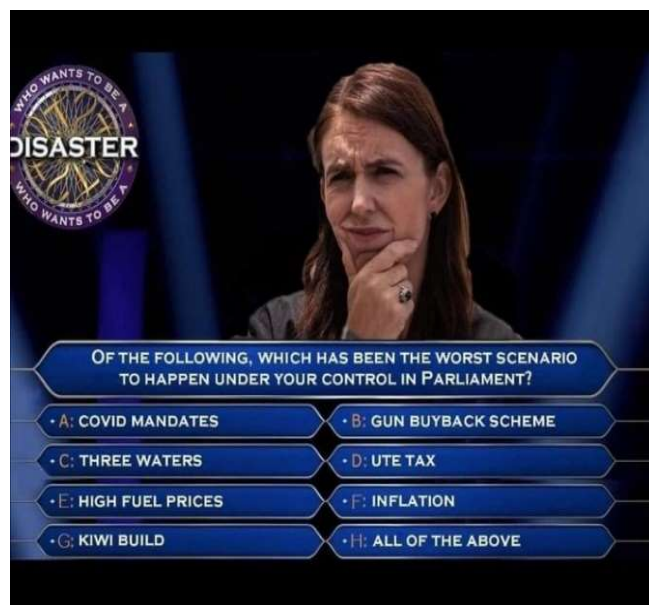 WHO WANTS TO BE A
DISASTER
WHO WANTS TO BE A
OF THE FOLLOWING, WHICH HAS BEEN THE WORST SCENARIO
TO HAPPEN UNDER YOUR CONTROL IN PARLIAMENT?
A: COVID MANDATES
B: GUN BUYBACK SCHEME
C: THREE WATERS
D: UTE TAX
E: HIGH FUEL PRICES
F: INFLATION
G: KIWI BUILD
H: ALL OF THE ABOVE